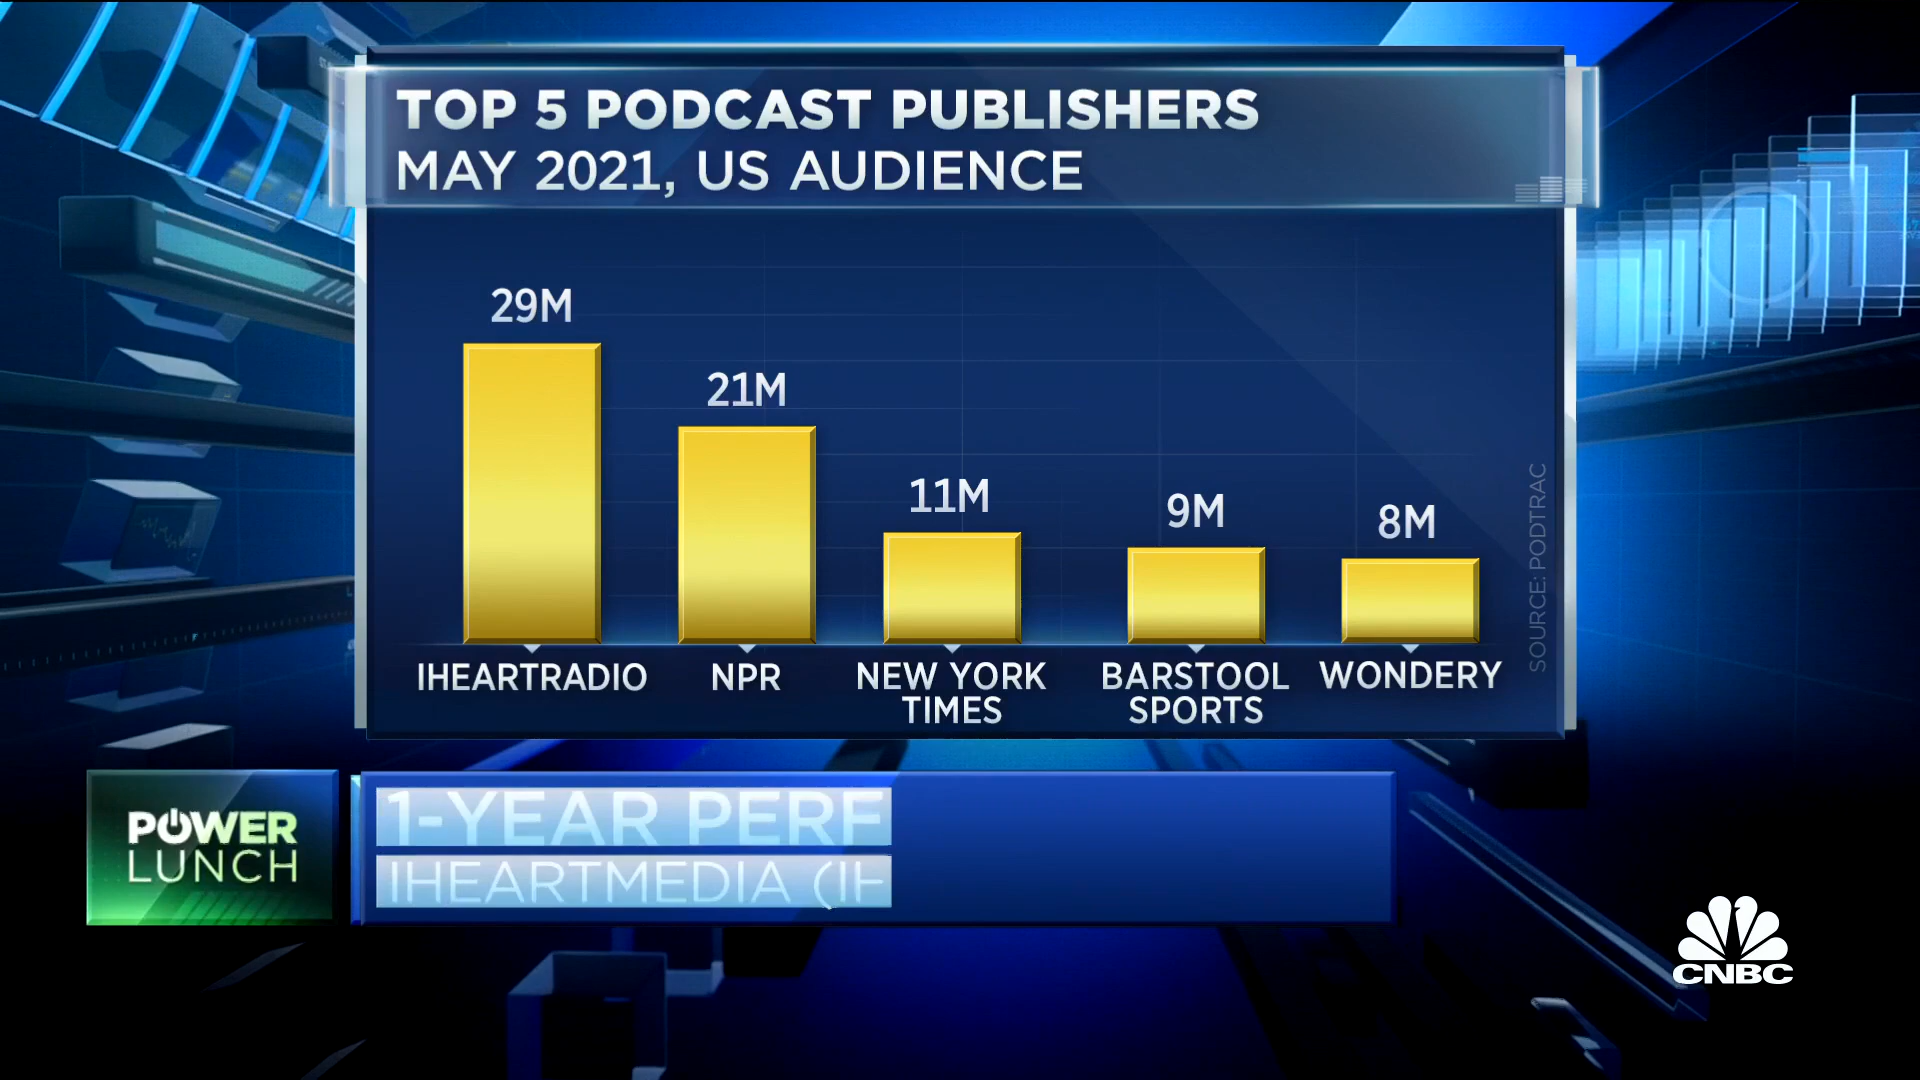 TOP 5 PODCAST PUBLISHERS
MAY 2021, US AUDIENCE
29M
21M
11M
9M
8M
IHEARTRADIO
NPR
NEW YORK
TIMES
BARSTOOL
SPORTS
WONDERY
SOURCE: PODTRAC
POWER
LUNCH
1-YEAR PERF
IHEARTMEDIA (IH
CNBC